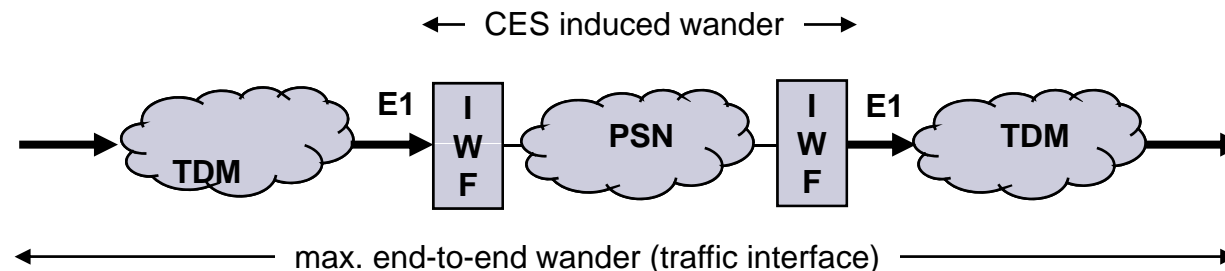 CES induced wander
TDM
E1
I
W
F
PSN
I
W
F
E1
TDM
max. end-to-end wander (traffic interface)